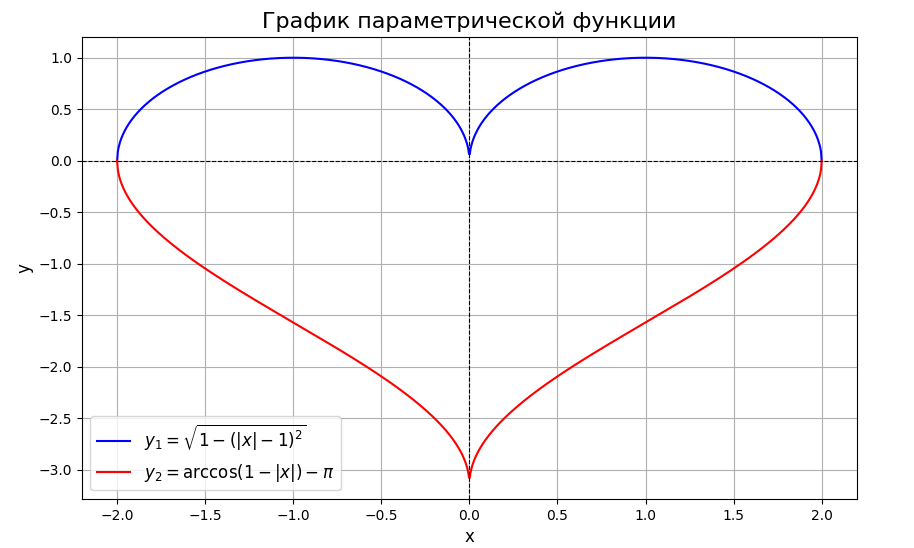 График параметрической функции
1.0
0.5
0.0
−0.5
−1.0
−1.5
−2.0
−2.5
−3.0
y
y₁ = √(1 − (|x| − 1)²)
y₂ = arccos(1 − |x|) − π
−2.0 −1.5 −1.0 −0.5 0.0 0.5 1.0 1.5 2.0
x